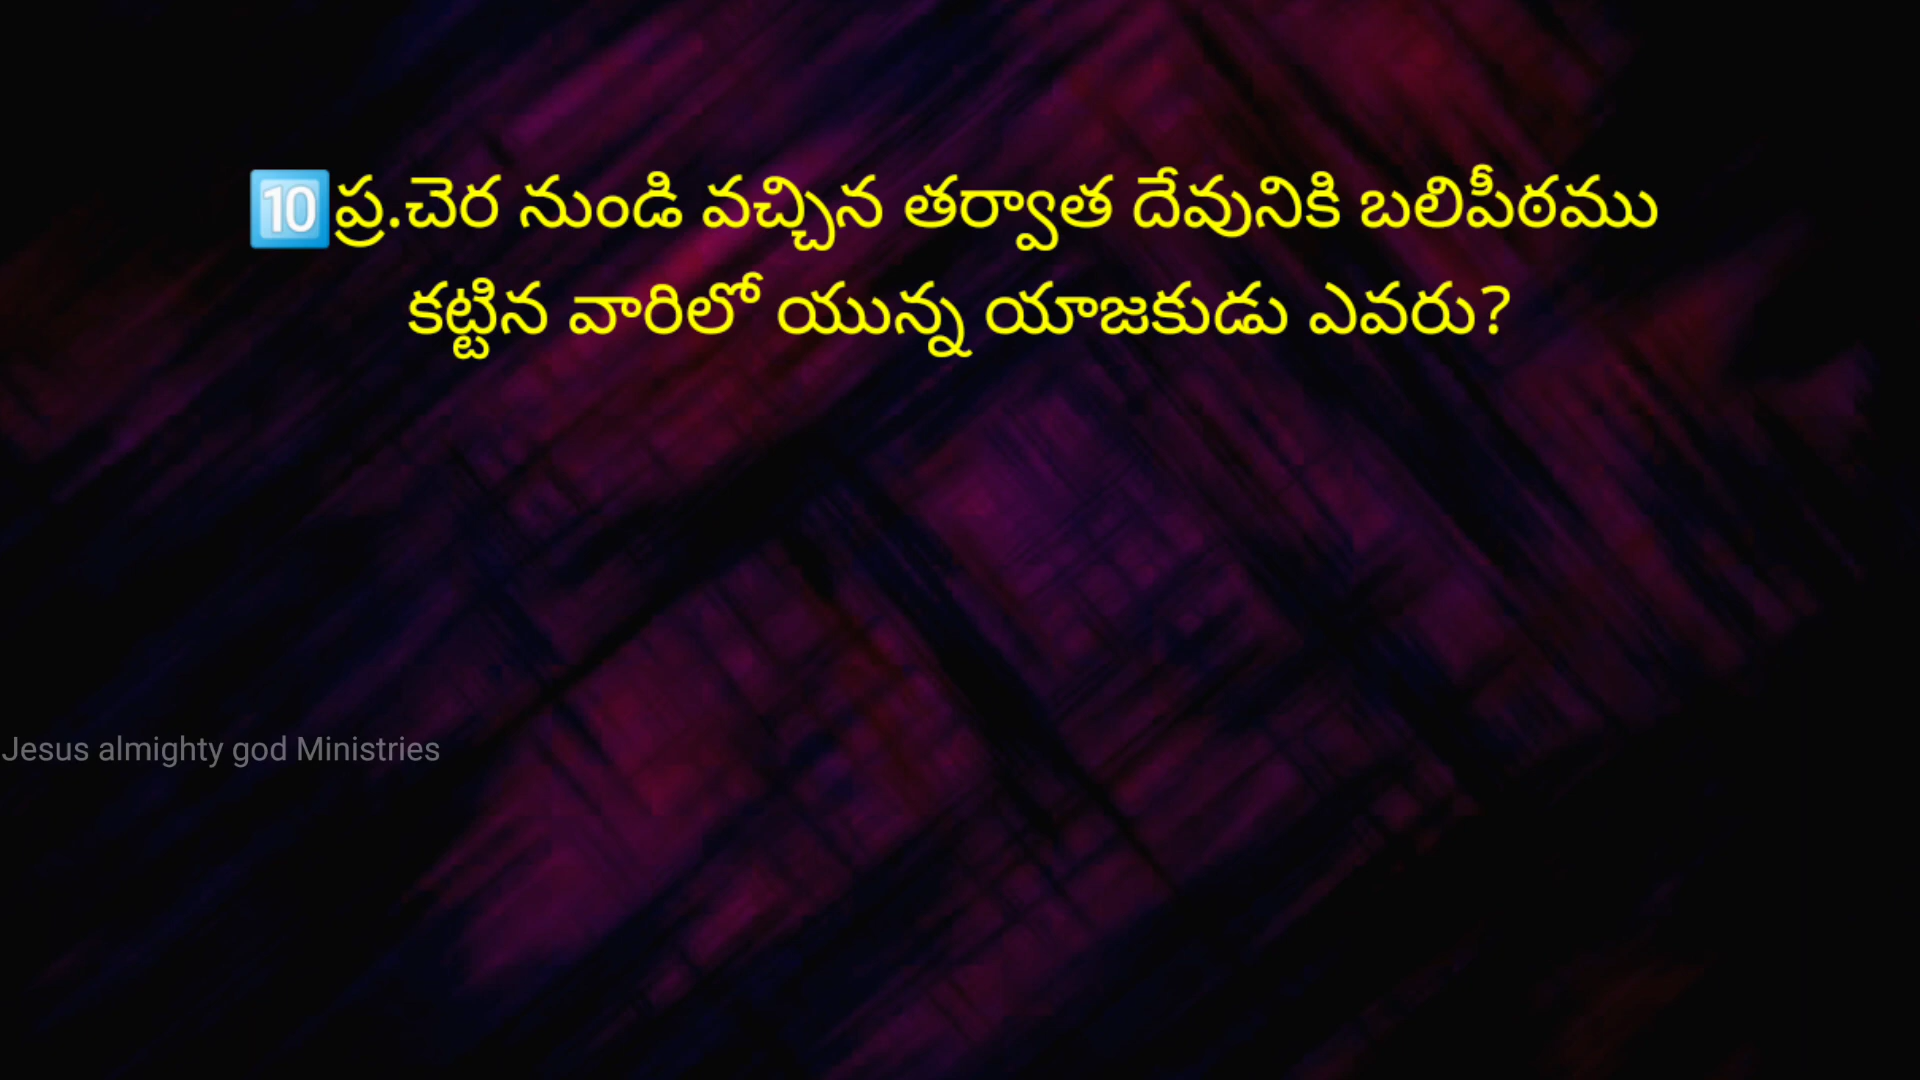 🔟ప్ర.చెర నుండి వచ్చిన తర్వాత దేవునికి బలిపీఠము
కట్టిన వారిలో యున్న యాజకుడు ఎవరు?
Jesus almighty god Ministries